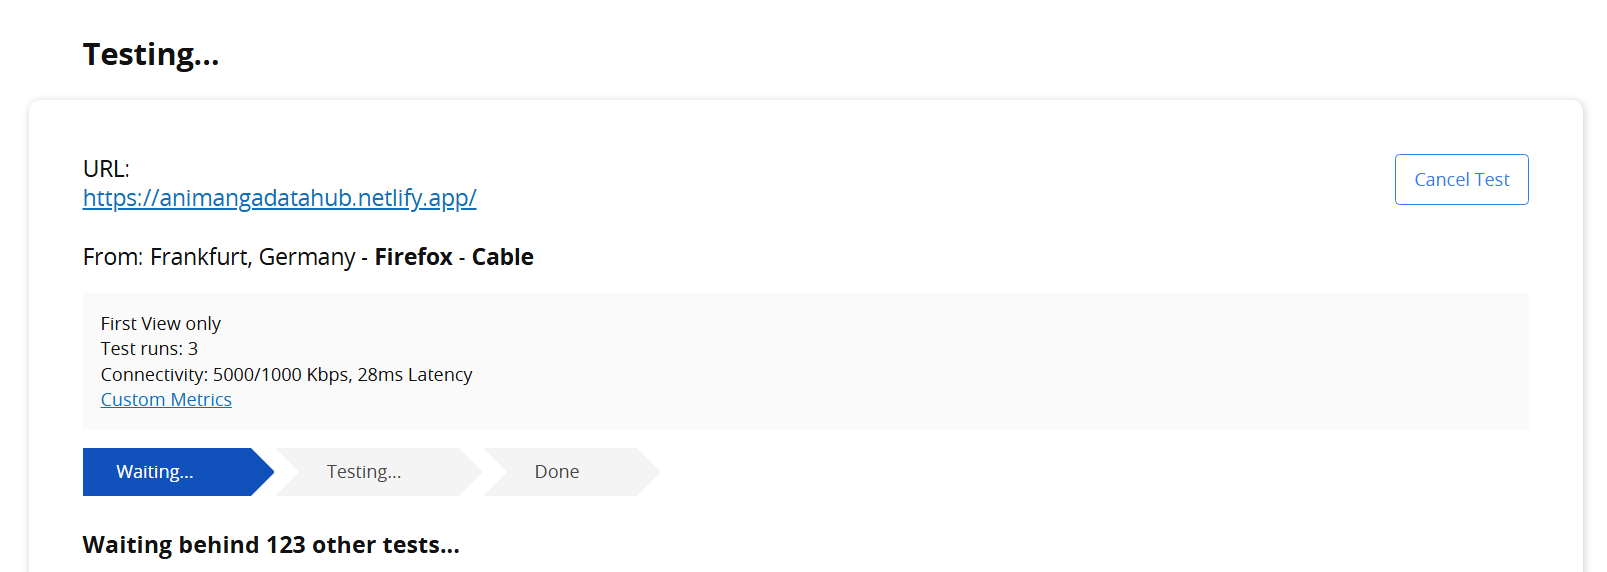 Testing...
URL:
https://animangadatahub.netlify.app/
Cancel Test
From: Frankfurt, Germany - Firefox - Cable
First View only
Test runs: 3
Connectivity: 5000/1000 Kbps, 28ms Latency
Custom Metrics
Waiting... Testing... Done
Waiting behind 123 other tests...